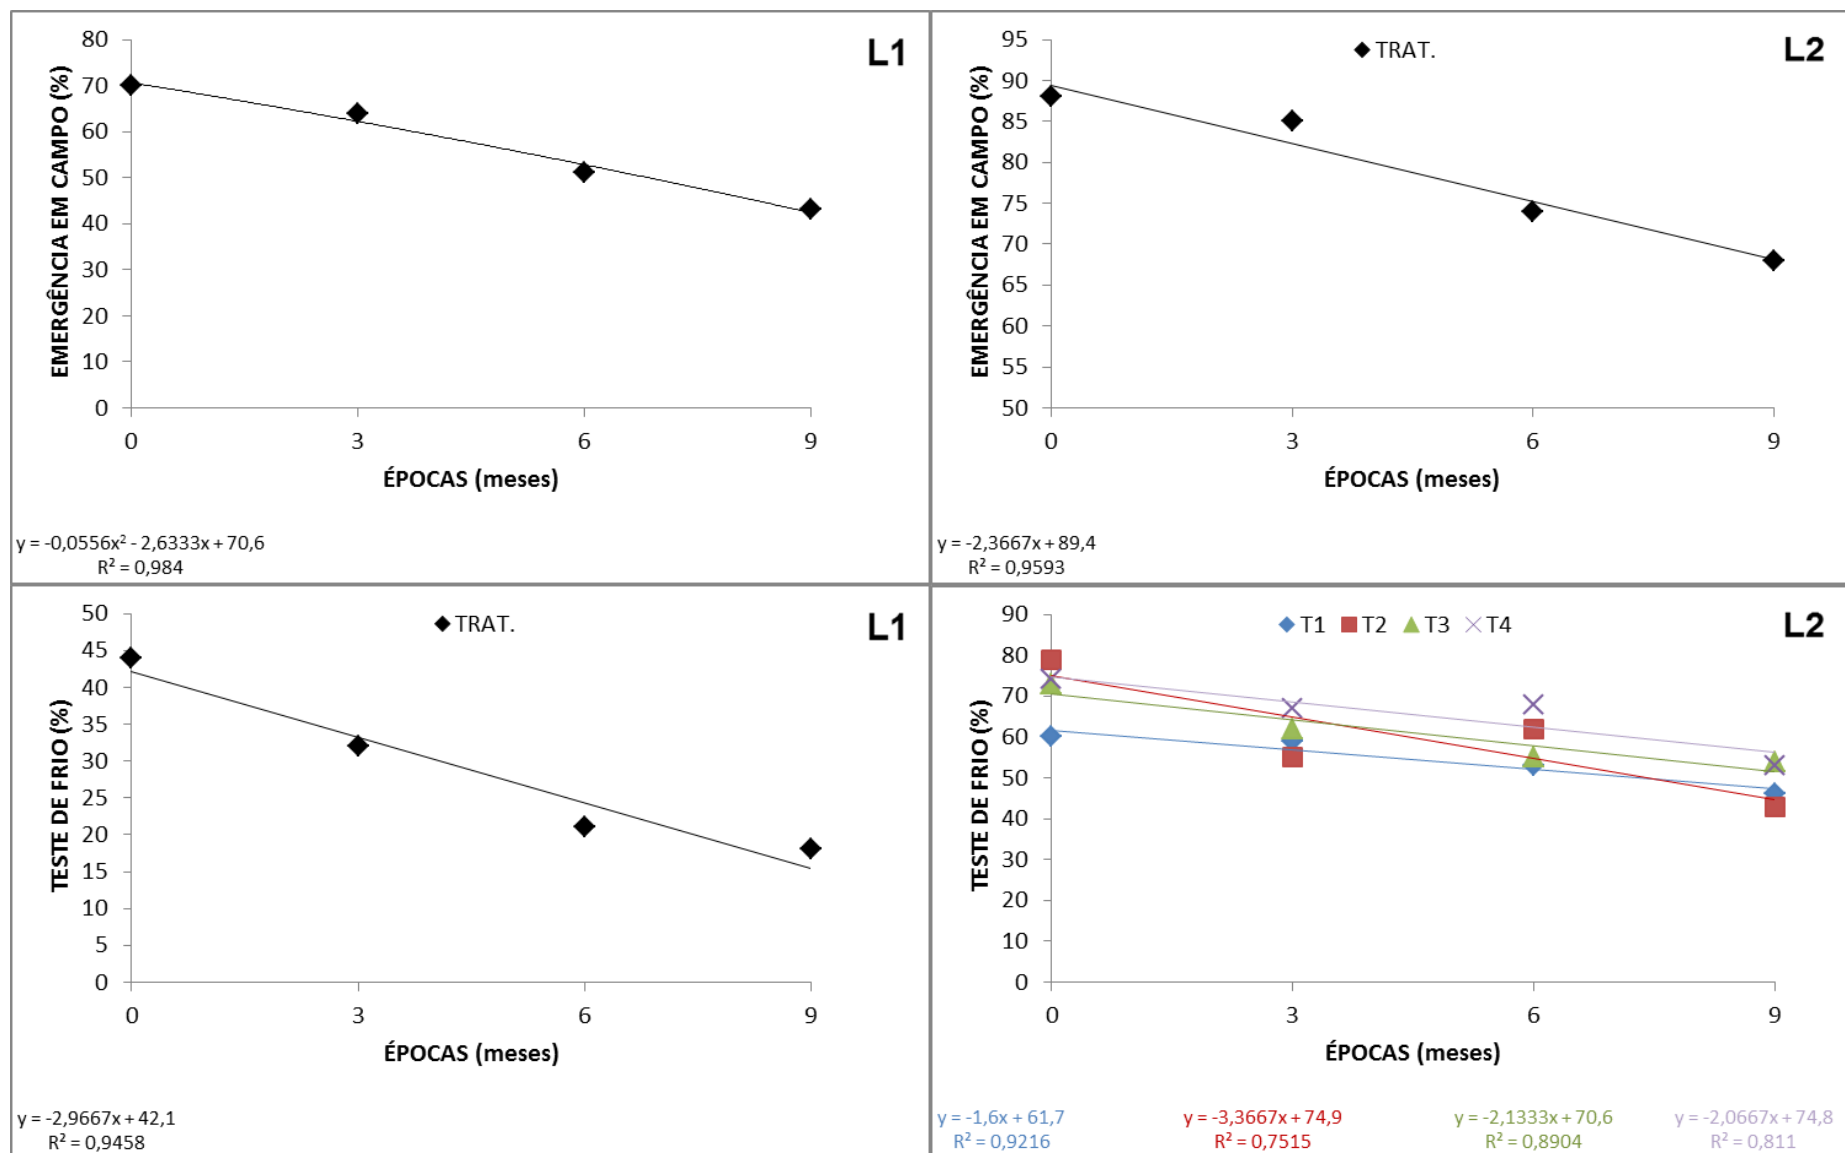 L1
EMERGÊNCIA EM CAMPO (%)
80
70
60
50
40
30
20
10
0
0 3 6 9
ÉPOCAS (meses)
y = -0,0556x² - 2,6333x + 70,6
R² = 0,984
L2
TRAT.
EMERGÊNCIA EM CAMPO (%)
95
90
85
80
75
70
65
60
55
50
0 3 6 9
ÉPOCAS (meses)
y = -2,3667x + 89,4
R² = 0,9593
L1
TRAT.
TESTE DE FRIO (%)
50
45
40
35
30
25
20
15
10
5
0
0 3 6 9
ÉPOCAS (meses)
y = -2,9667x + 42,1
R² = 0,9458
L2
T1 T2 T3 T4
TESTE DE FRIO (%)
90
80
70
60
50
40
30
20
10
0
0 3 6 9
ÉPOCAS (meses)
y = -1,6x + 61,7 y = -3,3667x + 74,9 y = -2,1333x + 70,6 y = -2,0667x + 74,8
R² = 0,9216 R² = 0,7515 R² = 0,8904 R² = 0,811